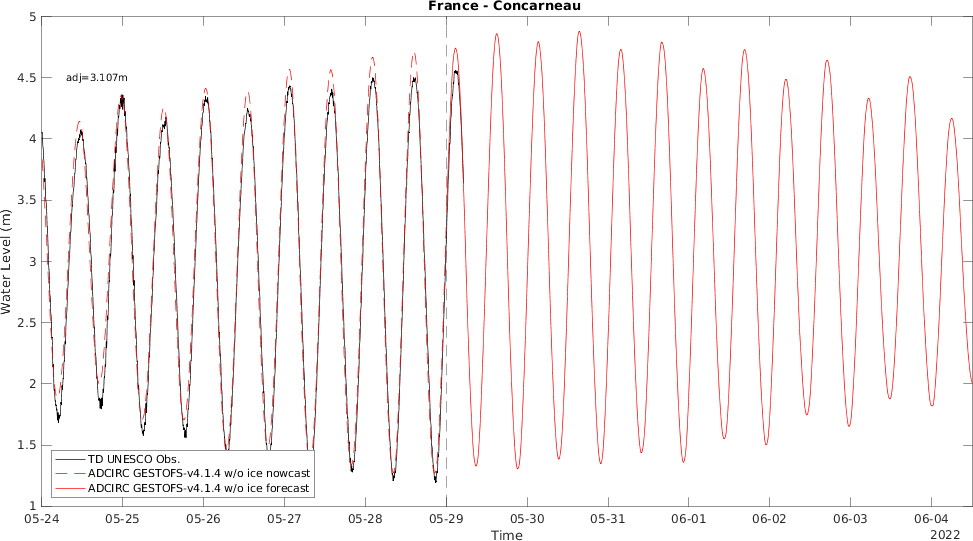 France - Concarneau
5
4.5
4
3.5
3
2.5
2
1.5
1
Water Level (m)
adj=3.107m
TD UNESCO Obs.
ADCIRC GESTOFS-v4.1.4 w/o ice nowcast
ADCIRC GESTOFS-v4.1.4 w/o ice forecast
05-24 05-25 05-26 05-27 05-28 05-29 05-30 05-31 06-01 06-02 06-03 06-04
Time
2022